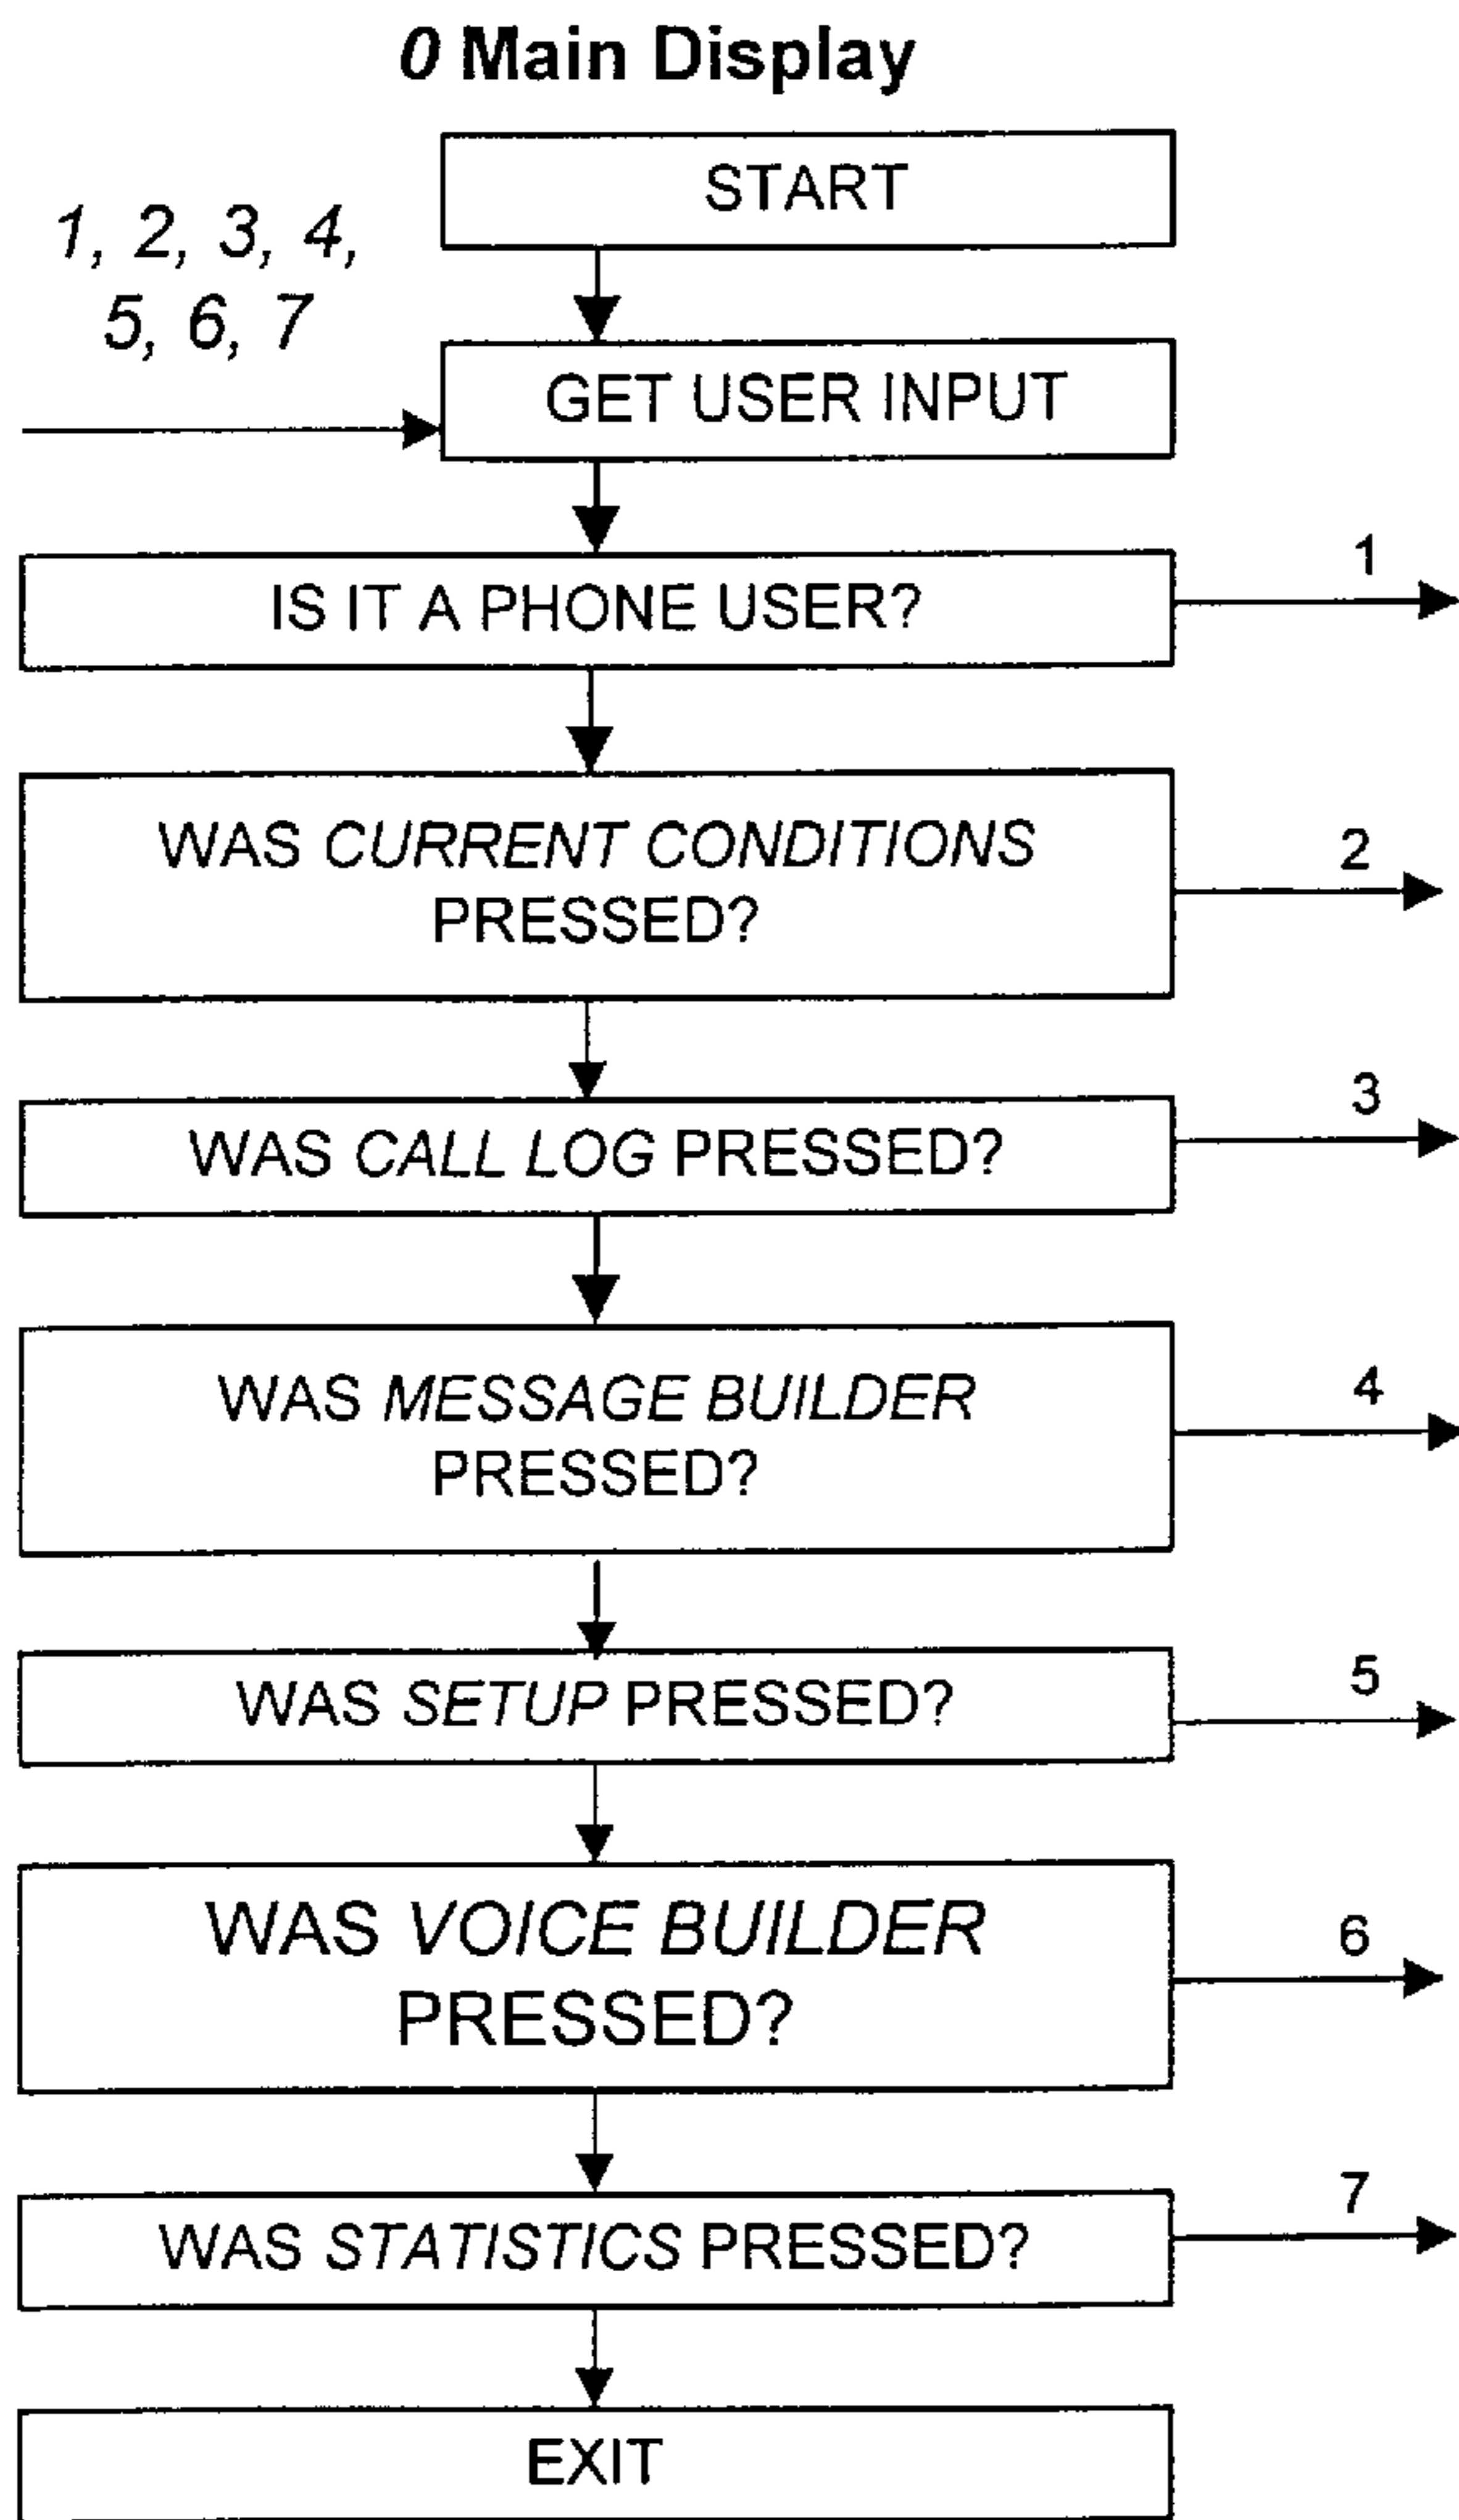 0 Main Display
START
1, 2, 3, 4,
5, 6, 7
GET USER INPUT
IS IT A PHONE USER?
1
WAS CURRENT CONDITIONS
PRESSED?
2
WAS CALL LOG PRESSED?
3
WAS MESSAGE BUILDER
PRESSED?
4
WAS SETUP PRESSED?
5
WAS VOICE BUILDER
PRESSED?
6
WAS STATISTICS PRESSED?
7
EXIT